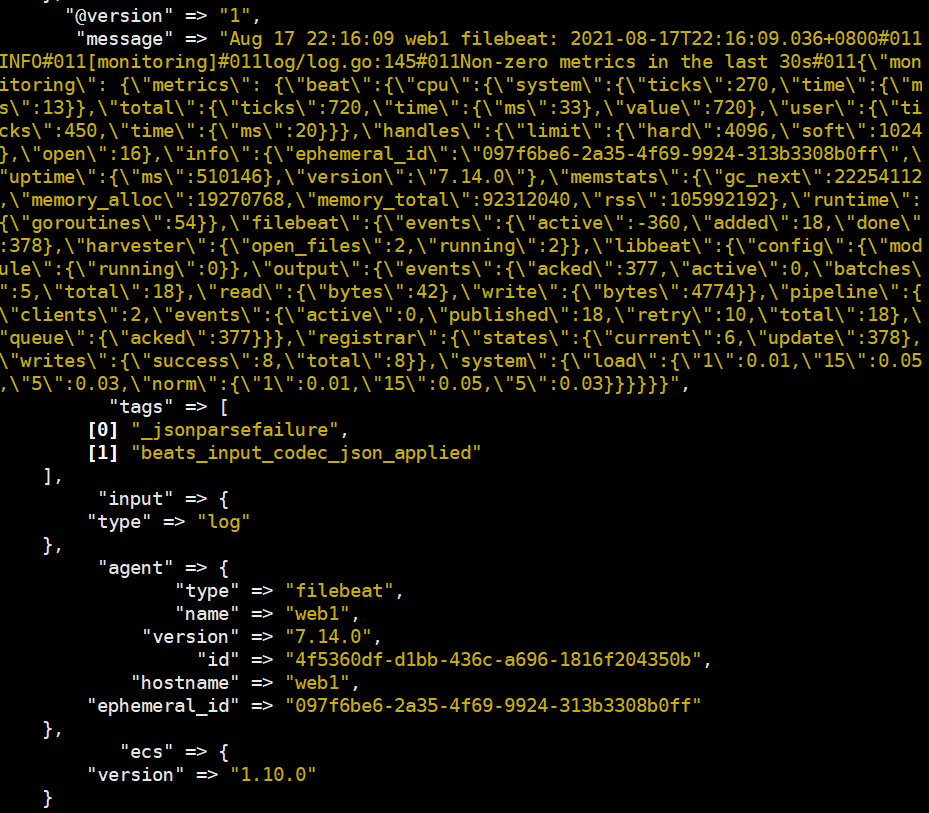 },
"@version" => "1",
"message" => "Aug 17 22:16:09 web1 filebeat: 2021-08-17T22:16:09.036+0800#011
INFO#011[monitoring]#011log/log.go:145#011Non-zero metrics in the last 30s#011{\"mon
itoring\": {\"metrics\": {\"beat\":{\"cpu\":{\"system\":{\"ticks\":270,\"time\":{\"m
s\":13}},\"total\":{\"ticks\":720,\"time\":{\"ms\":33},\"value\":720},\"user\":{\"ti
cks\":450,\"time\":{\"ms\":20}}},\"handles\":{\"limit\":{\"hard\":4096,\"soft\":1024
},\"open\":16},\"info\":{\"ephemeral_id\":\"097f6be6-2a35-4f69-9924-313b3308b0ff\",\
"uptime\":{\"ms\":510146},\"version\":\"7.14.0\"},\"memstats\":{\"gc_next\":22254112
,\"memory_alloc\":19270768,\"memory_total\":92312040,\"rss\":105992192},\"runtime\":
{\"goroutines\":54}},\"filebeat\":{\"events\":{\"active\":-360,\"added\":18,\"done\"
:378},\"harvester\":{\"open_files\":2,\"running\":2}},\"libbeat\":{\"config\":{\"mod
ule\":{\"running\":0}},\"output\":{\"events\":{\"acked\":377,\"active\":0,\"batches\
":5,\"total\":18},\"read\":{\"bytes\":42},\"write\":{\"bytes\":4774}},\"pipeline\":{
\"clients\":2,\"events\":{\"active\":0,\"published\":18,\"retry\":10,\"total\":18},\
"queue\":{\"acked\":377}}},\"registrar\":{\"states\":{\"current\":6,\"update\":378},
\"writes\":{\"success\":8,\"total\":8}},\"system\":{\"load\":{\"1\":0.01,\"15\":0.05
,\"5\":0.03,\"norm\":{\"1\":0.01,\"15\":0.05,\"5\":0.03}}}}}}",
"tags" => [
[0] "_jsonparsefailure",
[1] "beats_input_codec_json_applied"
],
"input" => {
"type" => "log"
},
"agent" => {
"type" => "filebeat",
"name" => "web1",
"version" => "7.14.0",
"id" => "4f5360df-d1bb-436c-a696-1816f204350b",
"hostname" => "web1",
"ephemeral_id" => "097f6be6-2a35-4f69-9924-313b3308b0ff"
},
"ecs" => {
"version" => "1.10.0"
}